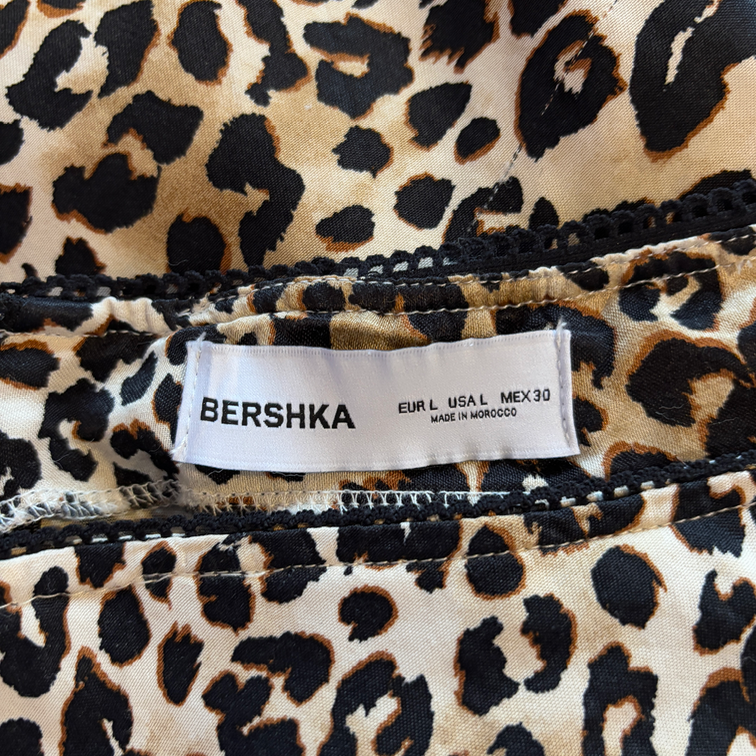 BERSHKA
EUR L USA L MEX 30
MADE IN MOROCCO